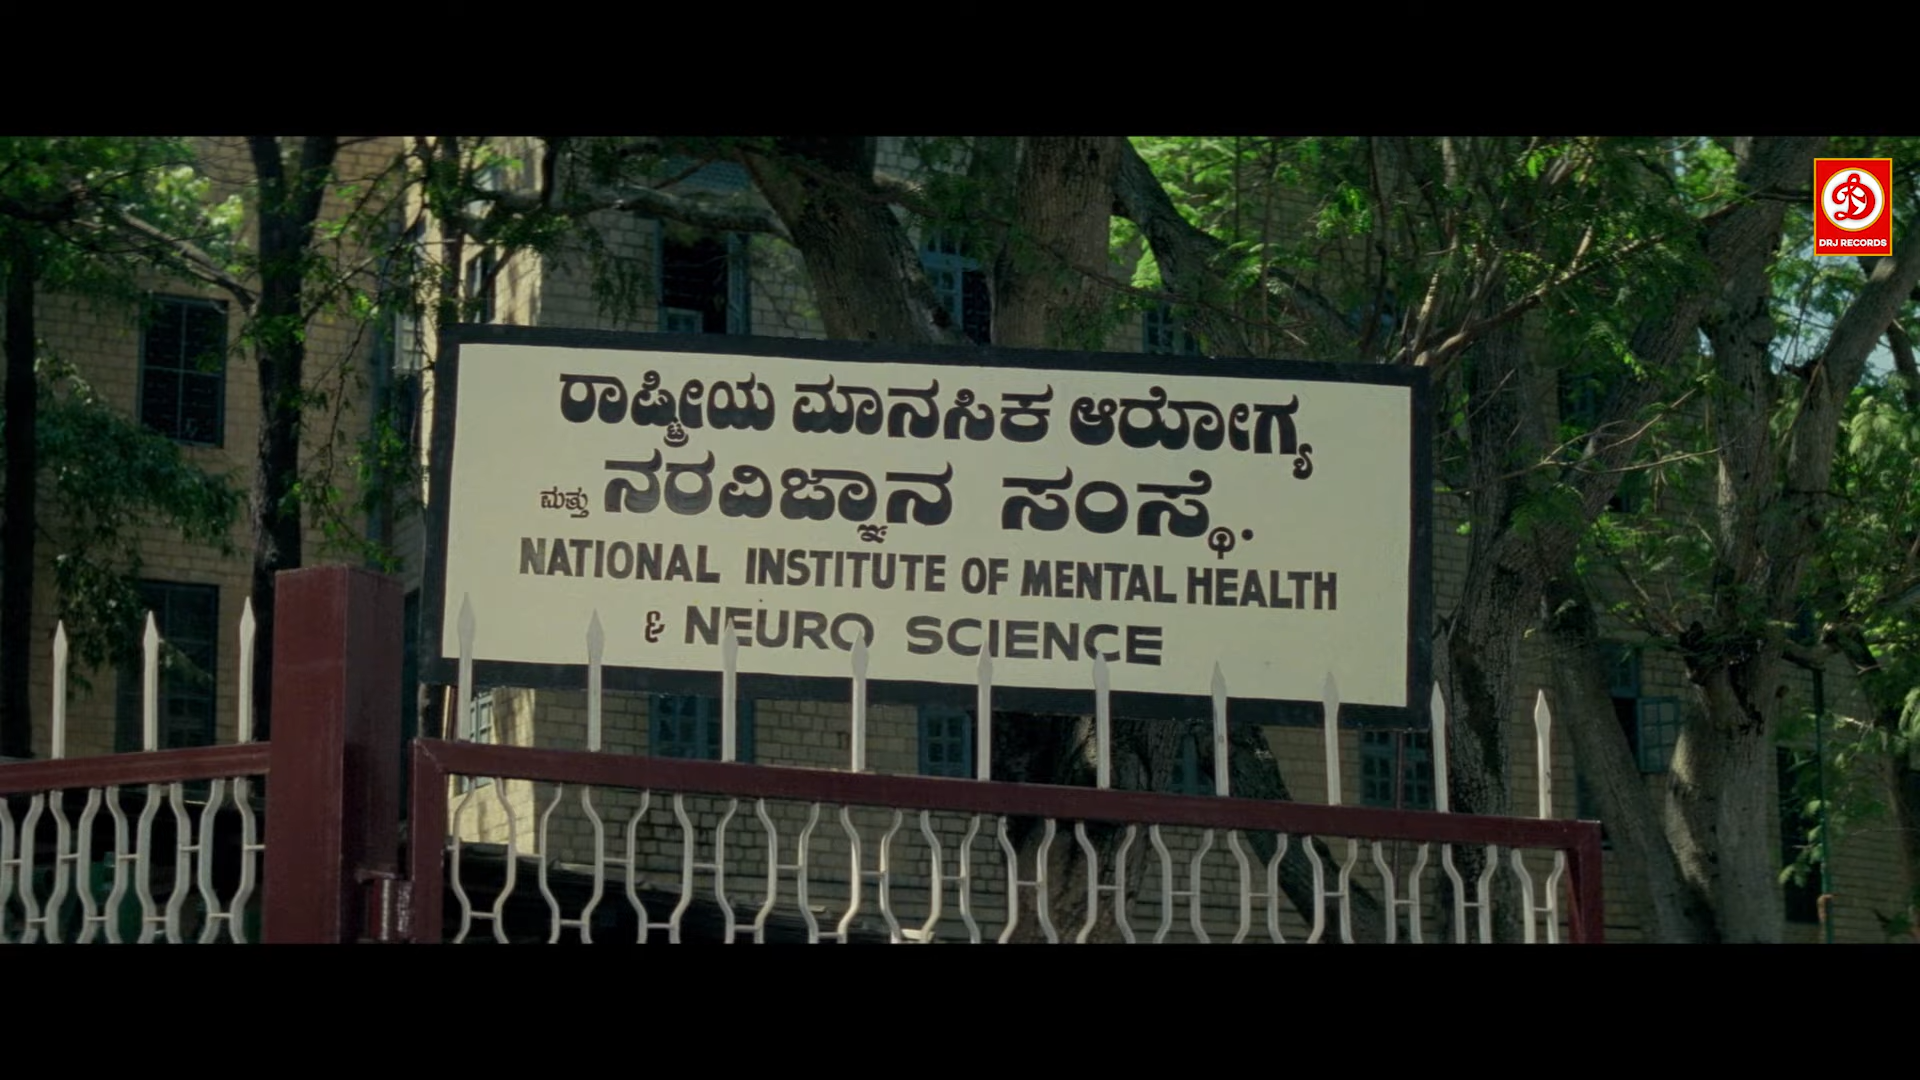 ರಾಷ್ಟ್ರೀಯ ಮಾನಸಿಕ ಆರೋಗ್ಯ
ಮತ್ತು ನರವಿಜ್ಞಾನ ಸಂಸ್ಥೆ.
NATIONAL INSTITUTE OF MENTAL HEALTH
& NEURO SCIENCE
DRJ RECORDS